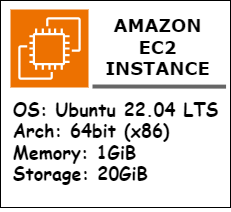 AMAZON
EC2
INSTANCE
OS: Ubuntu 22.04 LTS
Arch: 64bit (x86)
Memory: 1GiB
Storage: 20GiB